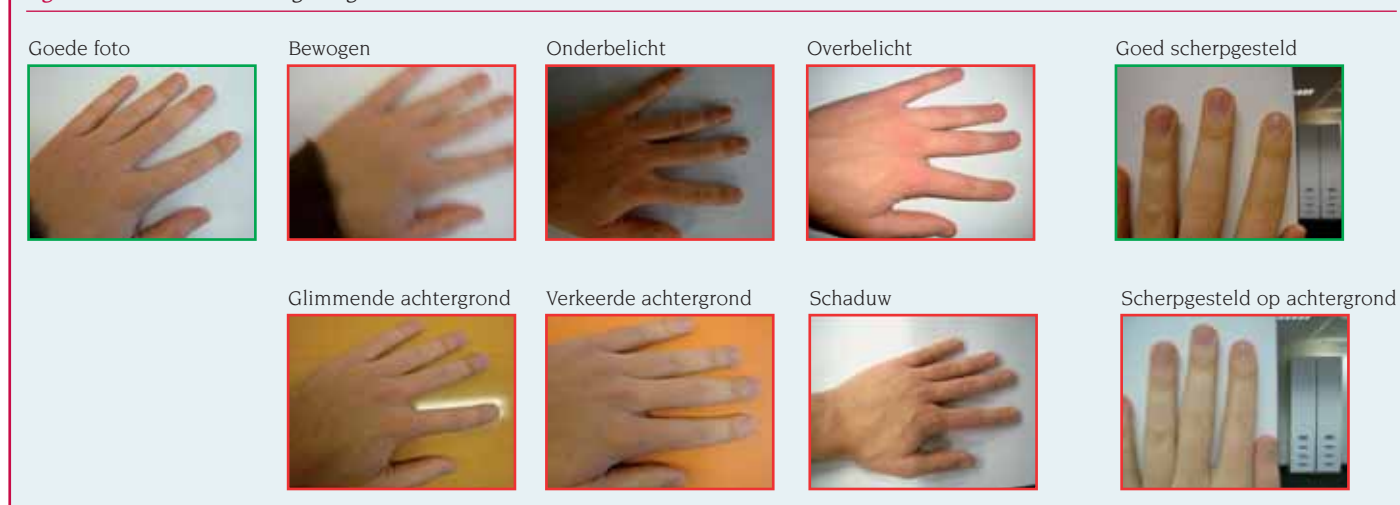 Goede foto
Bewogen
Onderbelicht
Overbelicht
Goed scherpgesteld
Glimmende achtergrond
Verkeerde achtergrond
Schaduw
Scherpgesteld op achtergrond